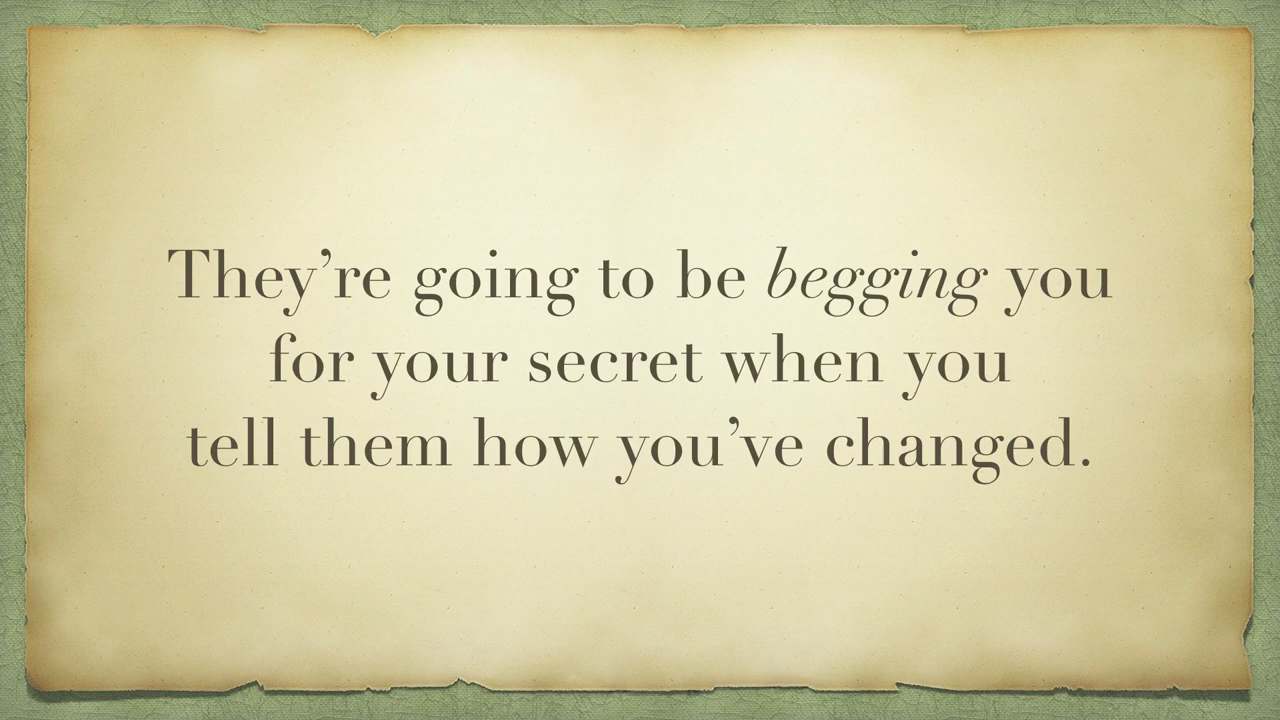 They’re going to be begging you
for your secret when you
tell them how you’ve changed.